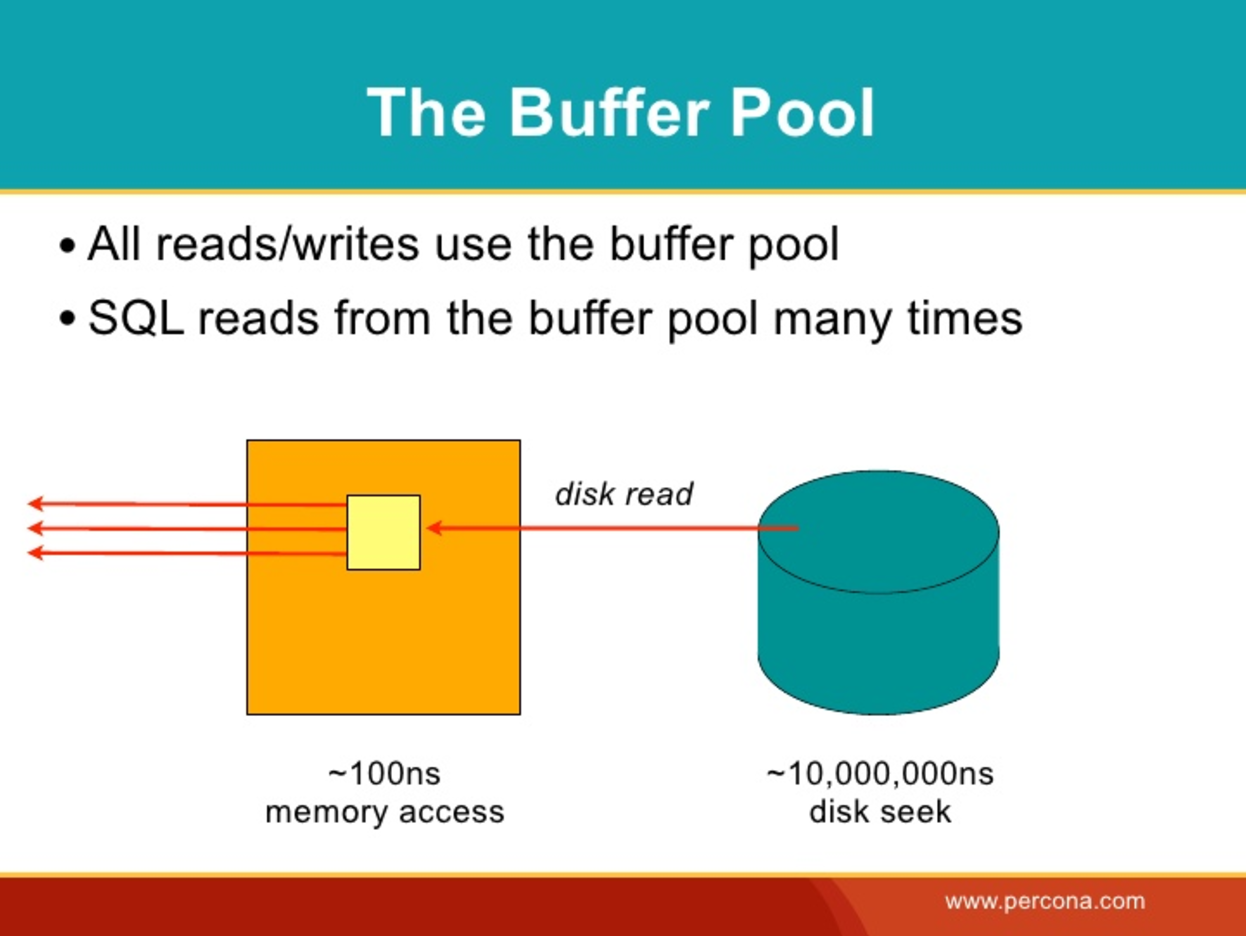 The Buffer Pool
• All reads/writes use the buffer pool
• SQL reads from the buffer pool many times
disk read
~100ns
memory access
~10,000,000ns
disk seek
www.percona.com